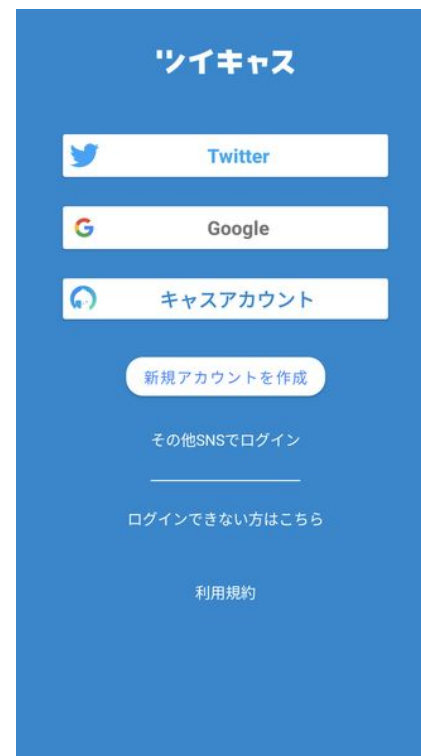 ツイキャス
Twitter
Google
キャスアカウント
新規アカウントを作成
その他SNSでログイン
ログインできない方はこちら
利用規約